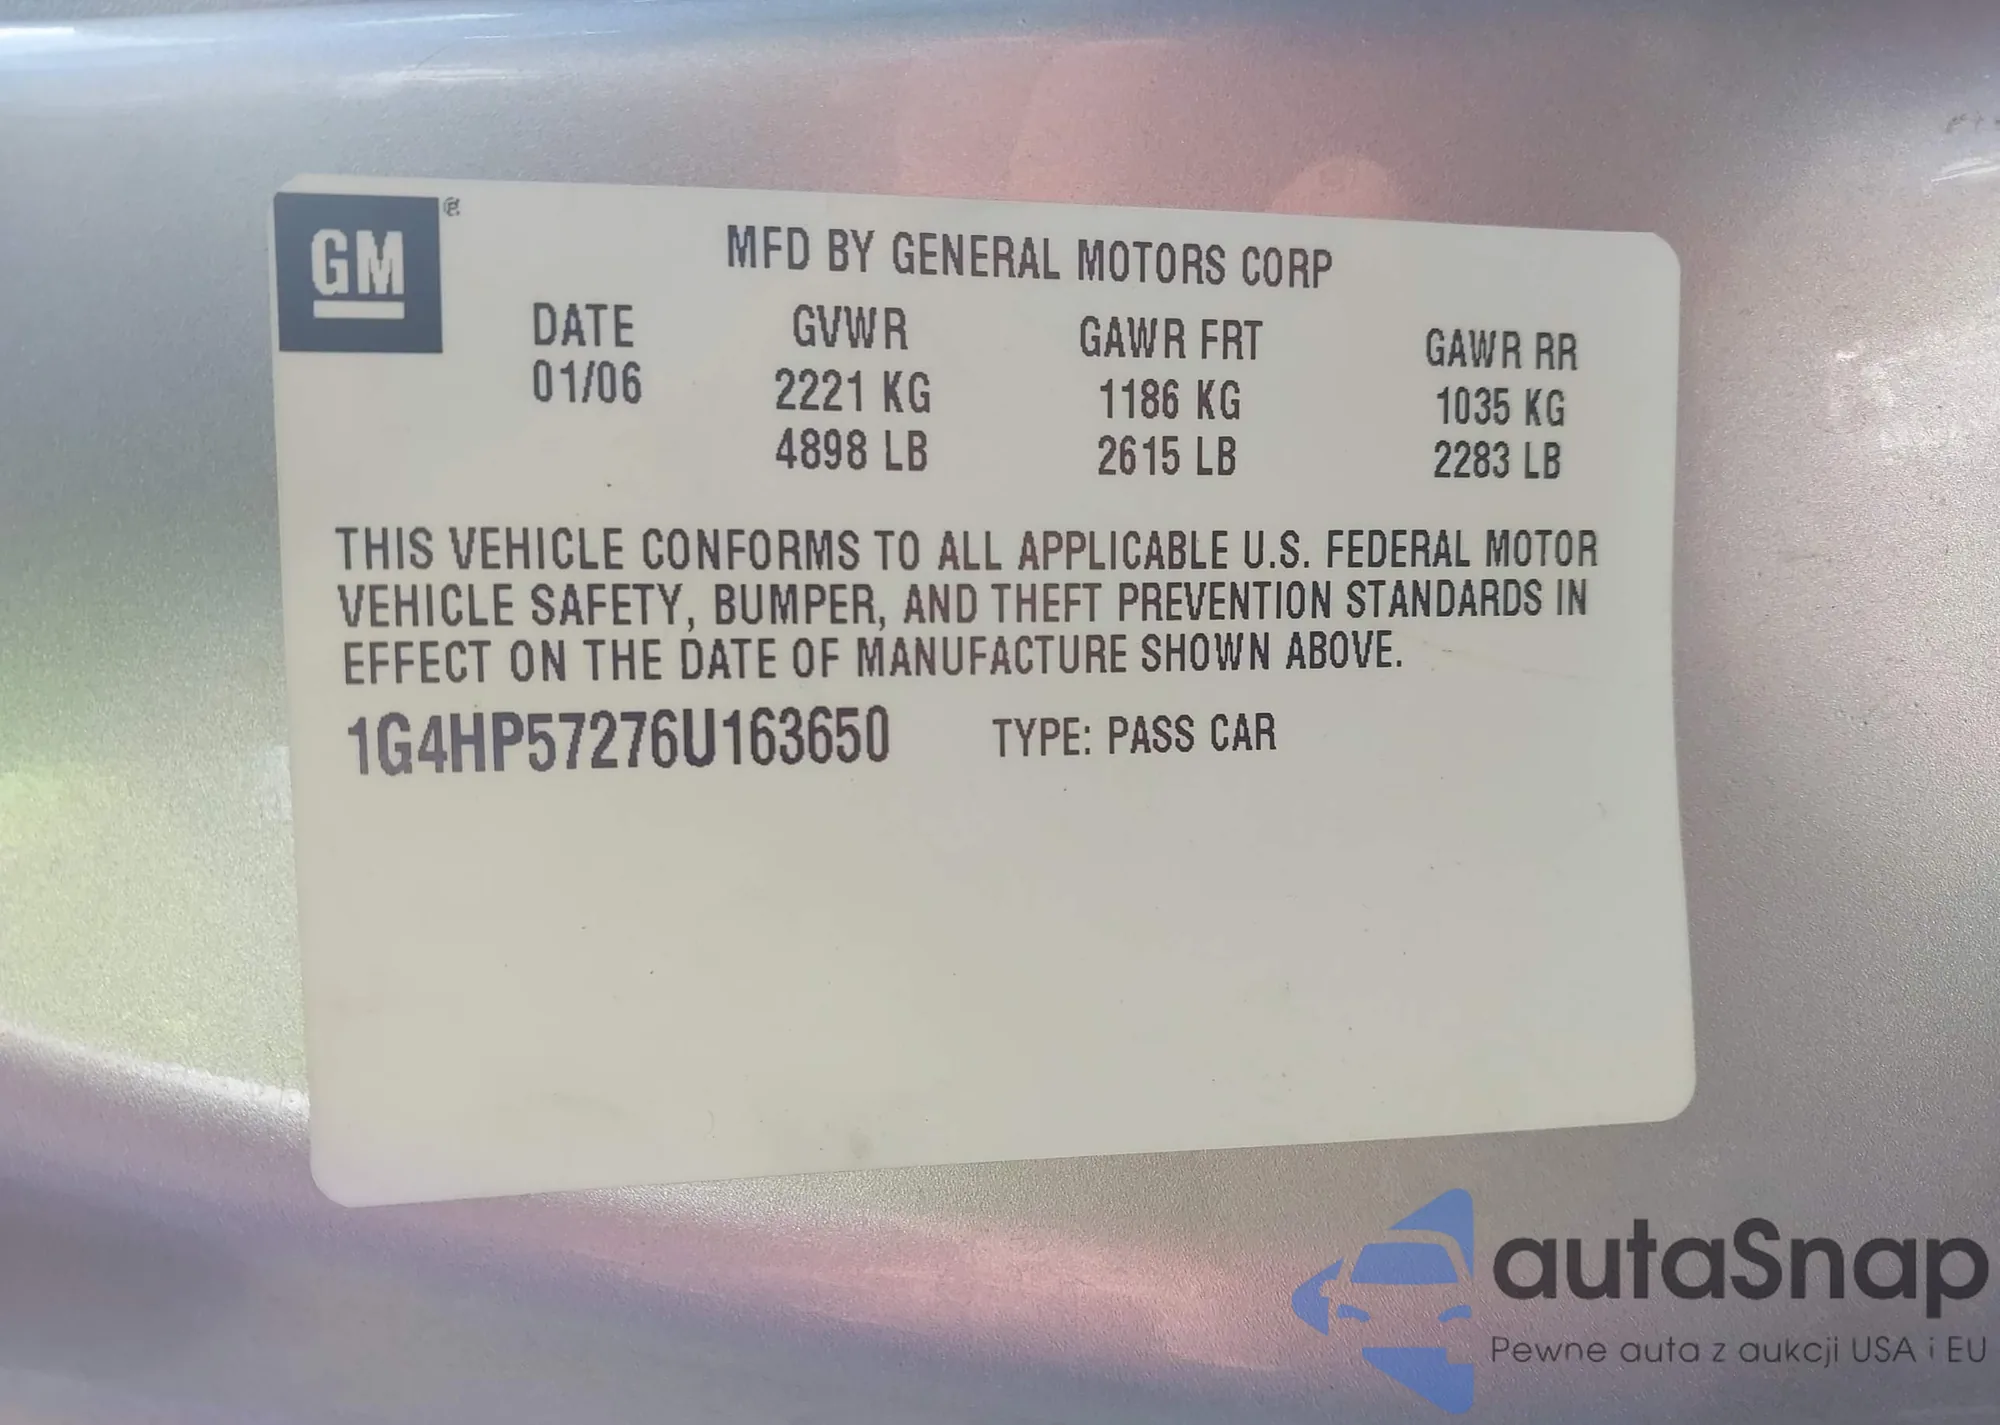 GM
MFD BY GENERAL MOTORS CORP
DATE GVWR GAWR FRT GAWR RR
01/06 2221 KG 1186 KG 1035 KG
4898 LB 2615 LB 2283 LB
THIS VEHICLE CONFORMS TO ALL APPLICABLE U.S. FEDERAL MOTOR
VEHICLE SAFETY, BUMPER, AND THEFT PREVENTION STANDARDS IN
EFFECT ON THE DATE OF MANUFACTURE SHOWN ABOVE.
1G4HP57276U163650 TYPE: PASS CAR
autaSnap
Pewne auta z aukcji USA i EU